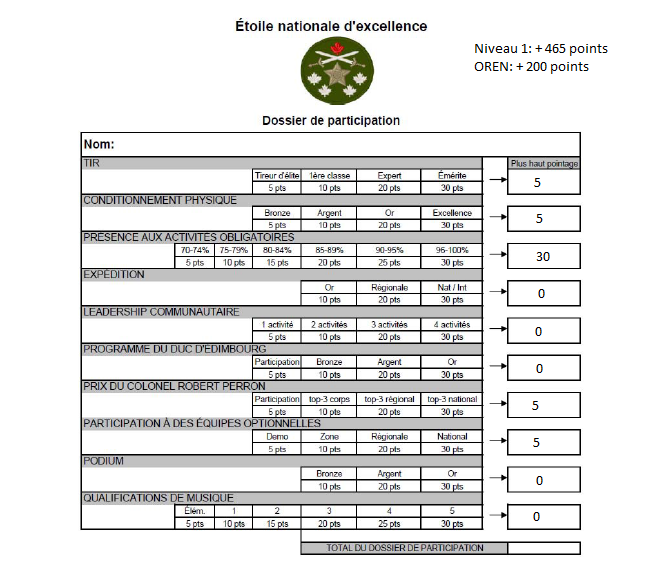 Étoile nationale d'excellence
Niveau 1: + 465 points
OREN: + 200 points
Dossier de participation
Nom:
TIR Plus haut pointage
Tireur d'élite 1ère classe Expert Émérite
5 pts 10 pts 20 pts 30 pts 5
CONDITIONNEMENT PHYSIQUE
Bronze Argent Or Excellence
5 pts 10 pts 20 pts 30 pts 5
PRÉSENCE AUX ACTIVITÉS OBLIGATOIRES
70-74% 75-79% 80-84% 85-89% 90-95% 96-100%
5 pts 10 pts 15 pts 20 pts 25 pts 30 pts 30
EXPÉDITION
Or Régionale Nat / Int
10 pts 20 pts 30 pts 0
LEADERSHIP COMMUNAUTAIRE
1 activité 2 activités 3 activités 4 activités
5 pts 10 pts 20 pts 30 pts 0
PROGRAMME DU DUC D'EDIMBOURG
Participation Bronze Argent Or
5 pts 10 pts 20 pts 30 pts 0
PRIX DU COLONEL ROBERT PERRON
Participation top-3 corps top-3 régional top-3 national
5 pts 10 pts 20 pts 30 pts 5
PARTICIPATION À DES ÉQUIPES OPTIONNELLES
Demo Zone Règionale National
5 pts 10 pts 20 pts 30 pts 5
PODIUM
Bronze Argent Or
10 pts 20 pts 30 pts 0
QUALIFICATIONS DE MUSIQUE
Élém. 1 2 3 4 5
5 pts 10 pts 15 pts 20 pts 25 pts 30 pts 0
TOTAL DU DOSSIER DE PARTICIPATION